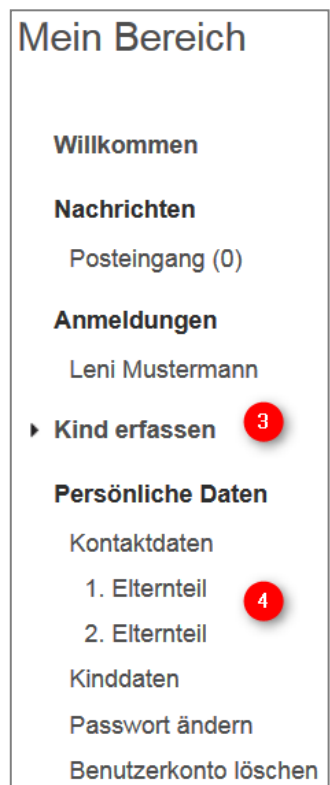 Mein Bereich
Willkommen
Nachrichten
Posteingang (0)
Anmeldungen
Leni Mustermann
Kind erfassen 3
Persönliche Daten
Kontaktdaten
1. Elternteil
4
2. Elternteil
Kinddaten
Passwort ändern
Benutzerkonto löschen